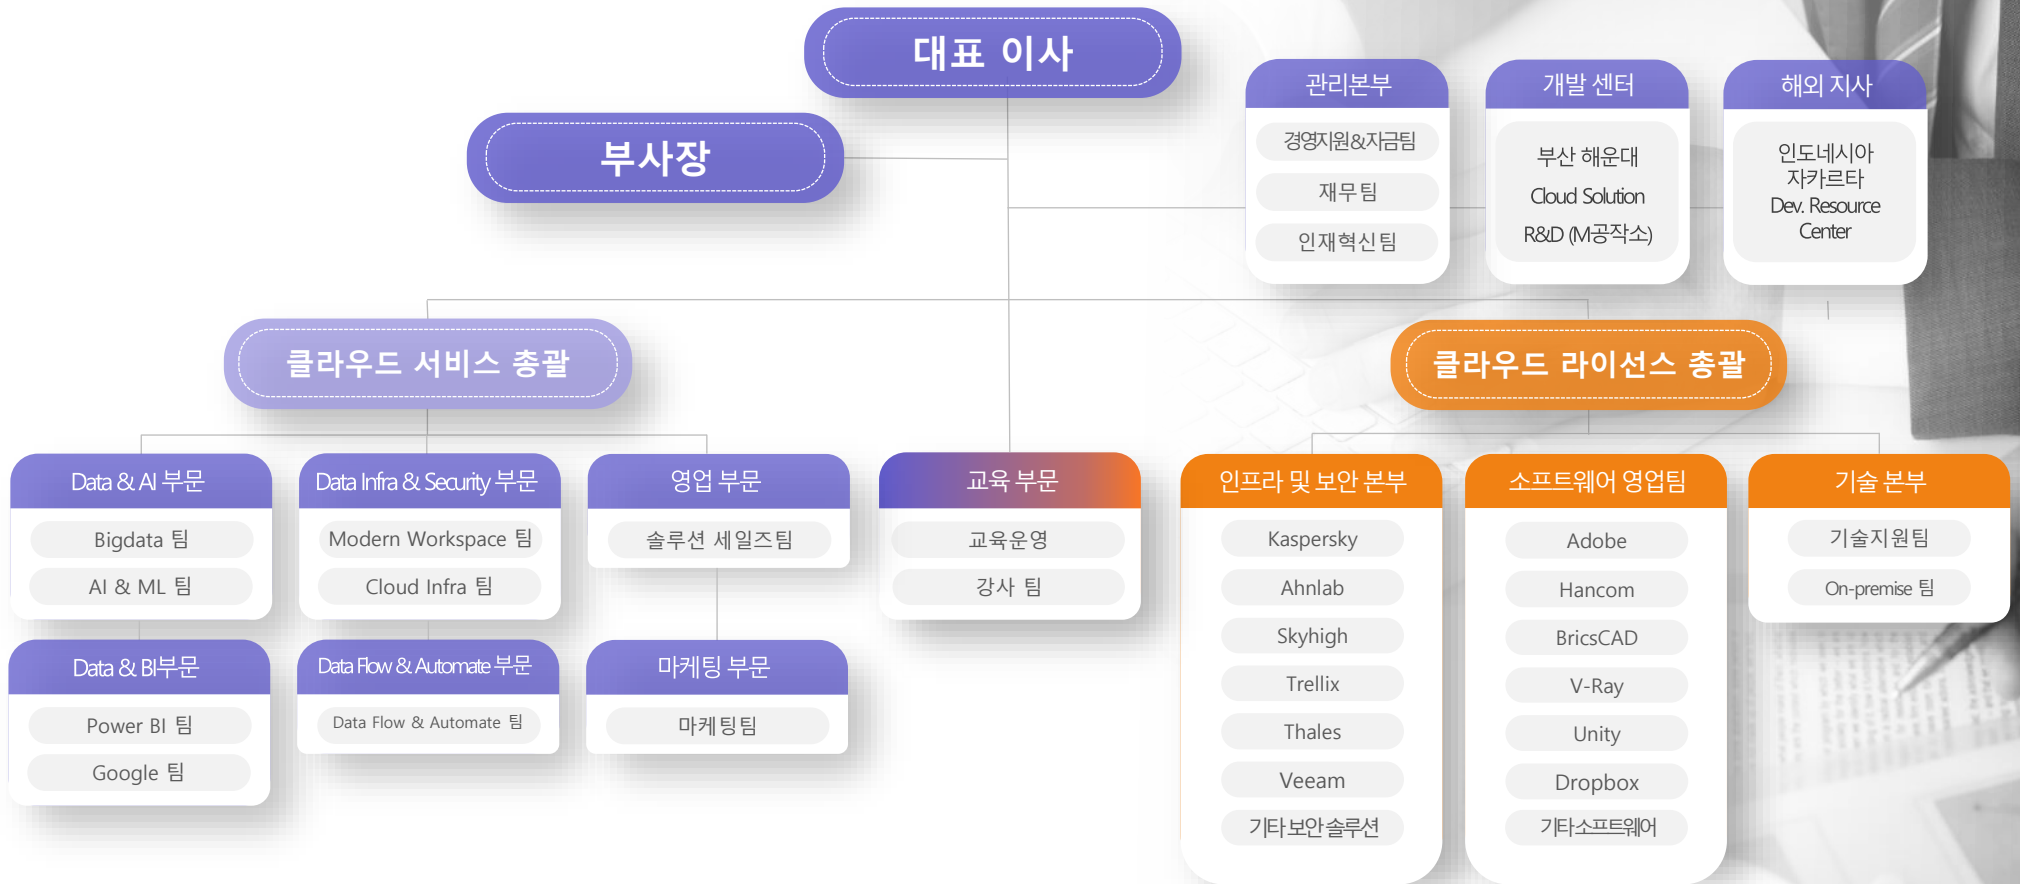 대표 이사
부사장
관리본부
경영지원&자금팀
재무팀
인재혁신팀
개발 센터
부산 해운대
Cloud Solution
R&D (M공작소)
해외 지사
인도네시아
자카르타
Dev. Resource
Center
클라우드 서비스 총괄
클라우드 라이선스 총괄
Data & AI 부문
Bigdata 팀
AI & ML 팀
Data Infra & Security 부문
Modern Workspace 팀
Cloud Infra 팀
영업 부문
솔루션 세일즈팀
교육 부문
교육운영
강사 팀
Data & BI부문
Power BI 팀
Google 팀
Data Flow & Automate 부문
Data Flow & Automate 팀
마케팅 부문
마케팅팀
인프라 및 보안 본부
Kaspersky
Ahnlab
Skyhigh
Trellix
Thales
Veeam
기타 보안 솔루션
소프트웨어 영업팀
Adobe
Hancom
BricsCAD
V-Ray
Unity
Dropbox
기타 소프트웨어
기술 본부
기술지원팀
On-premise 팀